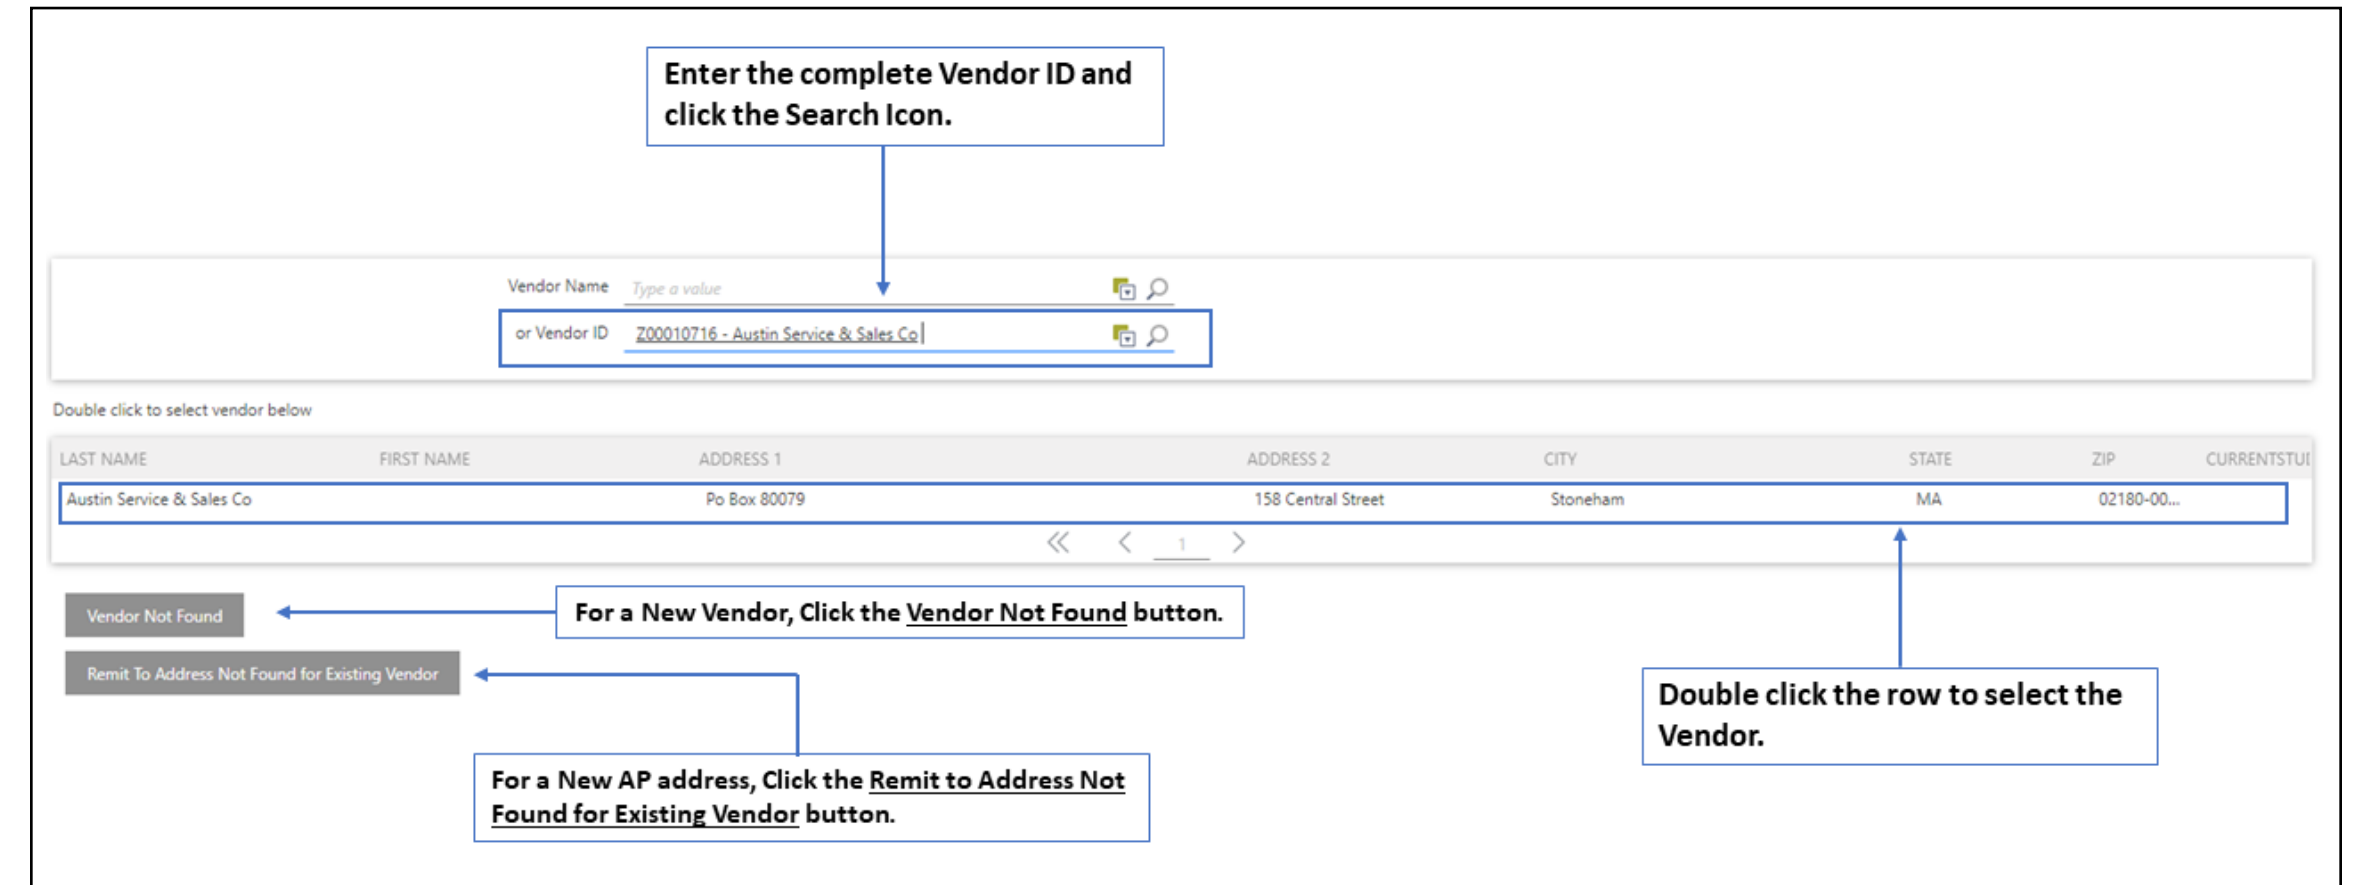 Enter the complete Vendor ID and
click the Search Icon.
Vendor Name Type a value
or Vendor ID Z00010716 - Austin Service & Sales Co
Double click to select vendor below
LAST NAME FIRST NAME ADDRESS 1 ADDRESS 2 CITY STATE ZIP CURRENTSTU
Austin Service & Sales Co Po Box 80079 158 Central Street Stoneham MA 02180-00...
1
Vendor Not Found
For a New Vendor, Click the Vendor Not Found button.
Remit To Address Not Found for Existing Vendor
Double click the row to select the
Vendor.
For a New AP address, Click the Remit to Address Not
Found for Existing Vendor button.